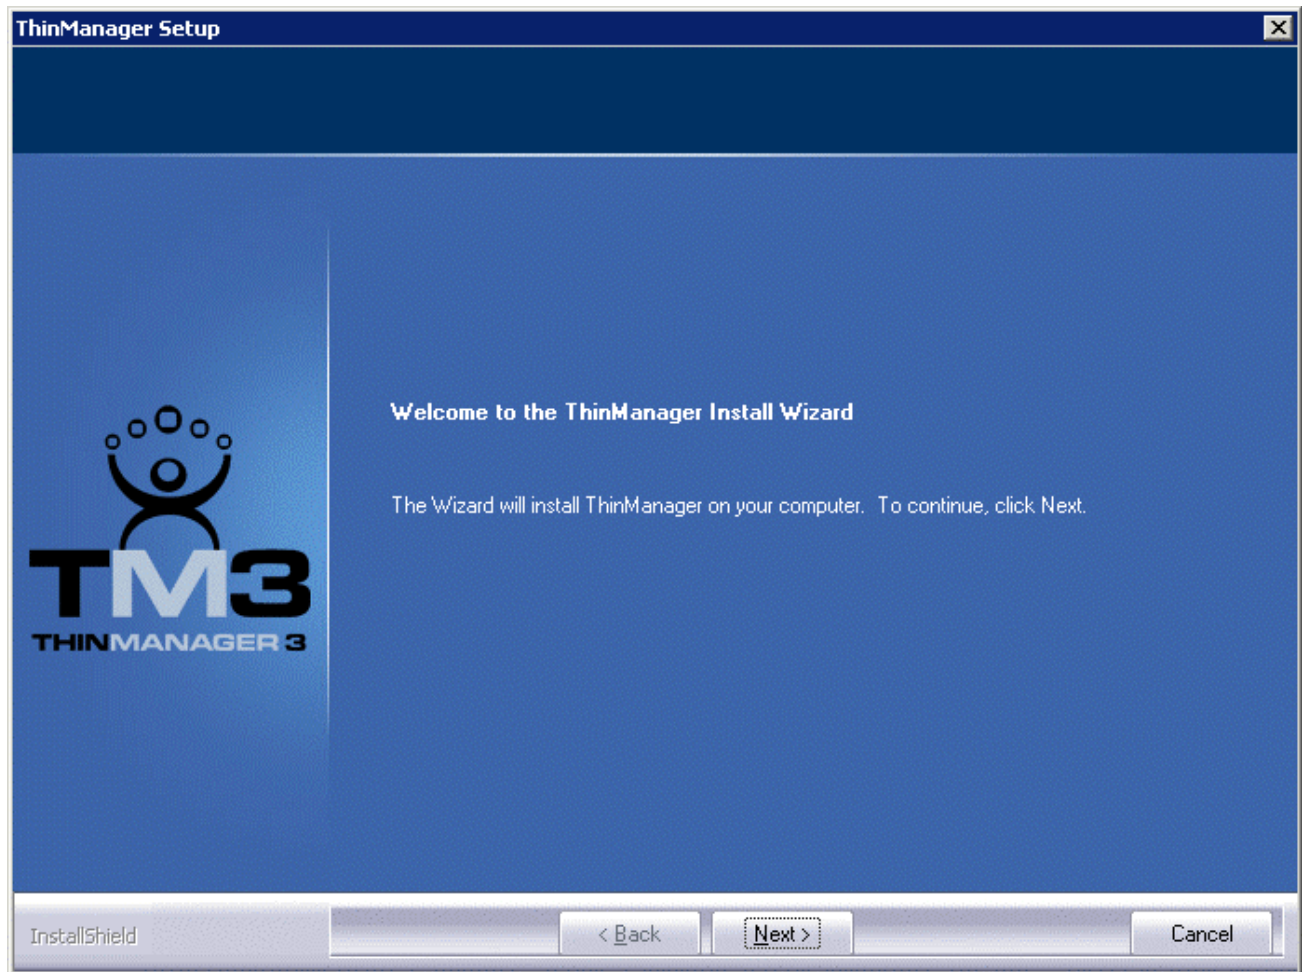 ThinManager Setup
Welcome to the ThinManager Install Wizard
The Wizard will install ThinManager on your computer.  To continue, click Next.
TM3
THINMANAGER 3
InstallShield
< Back
Next >
Cancel